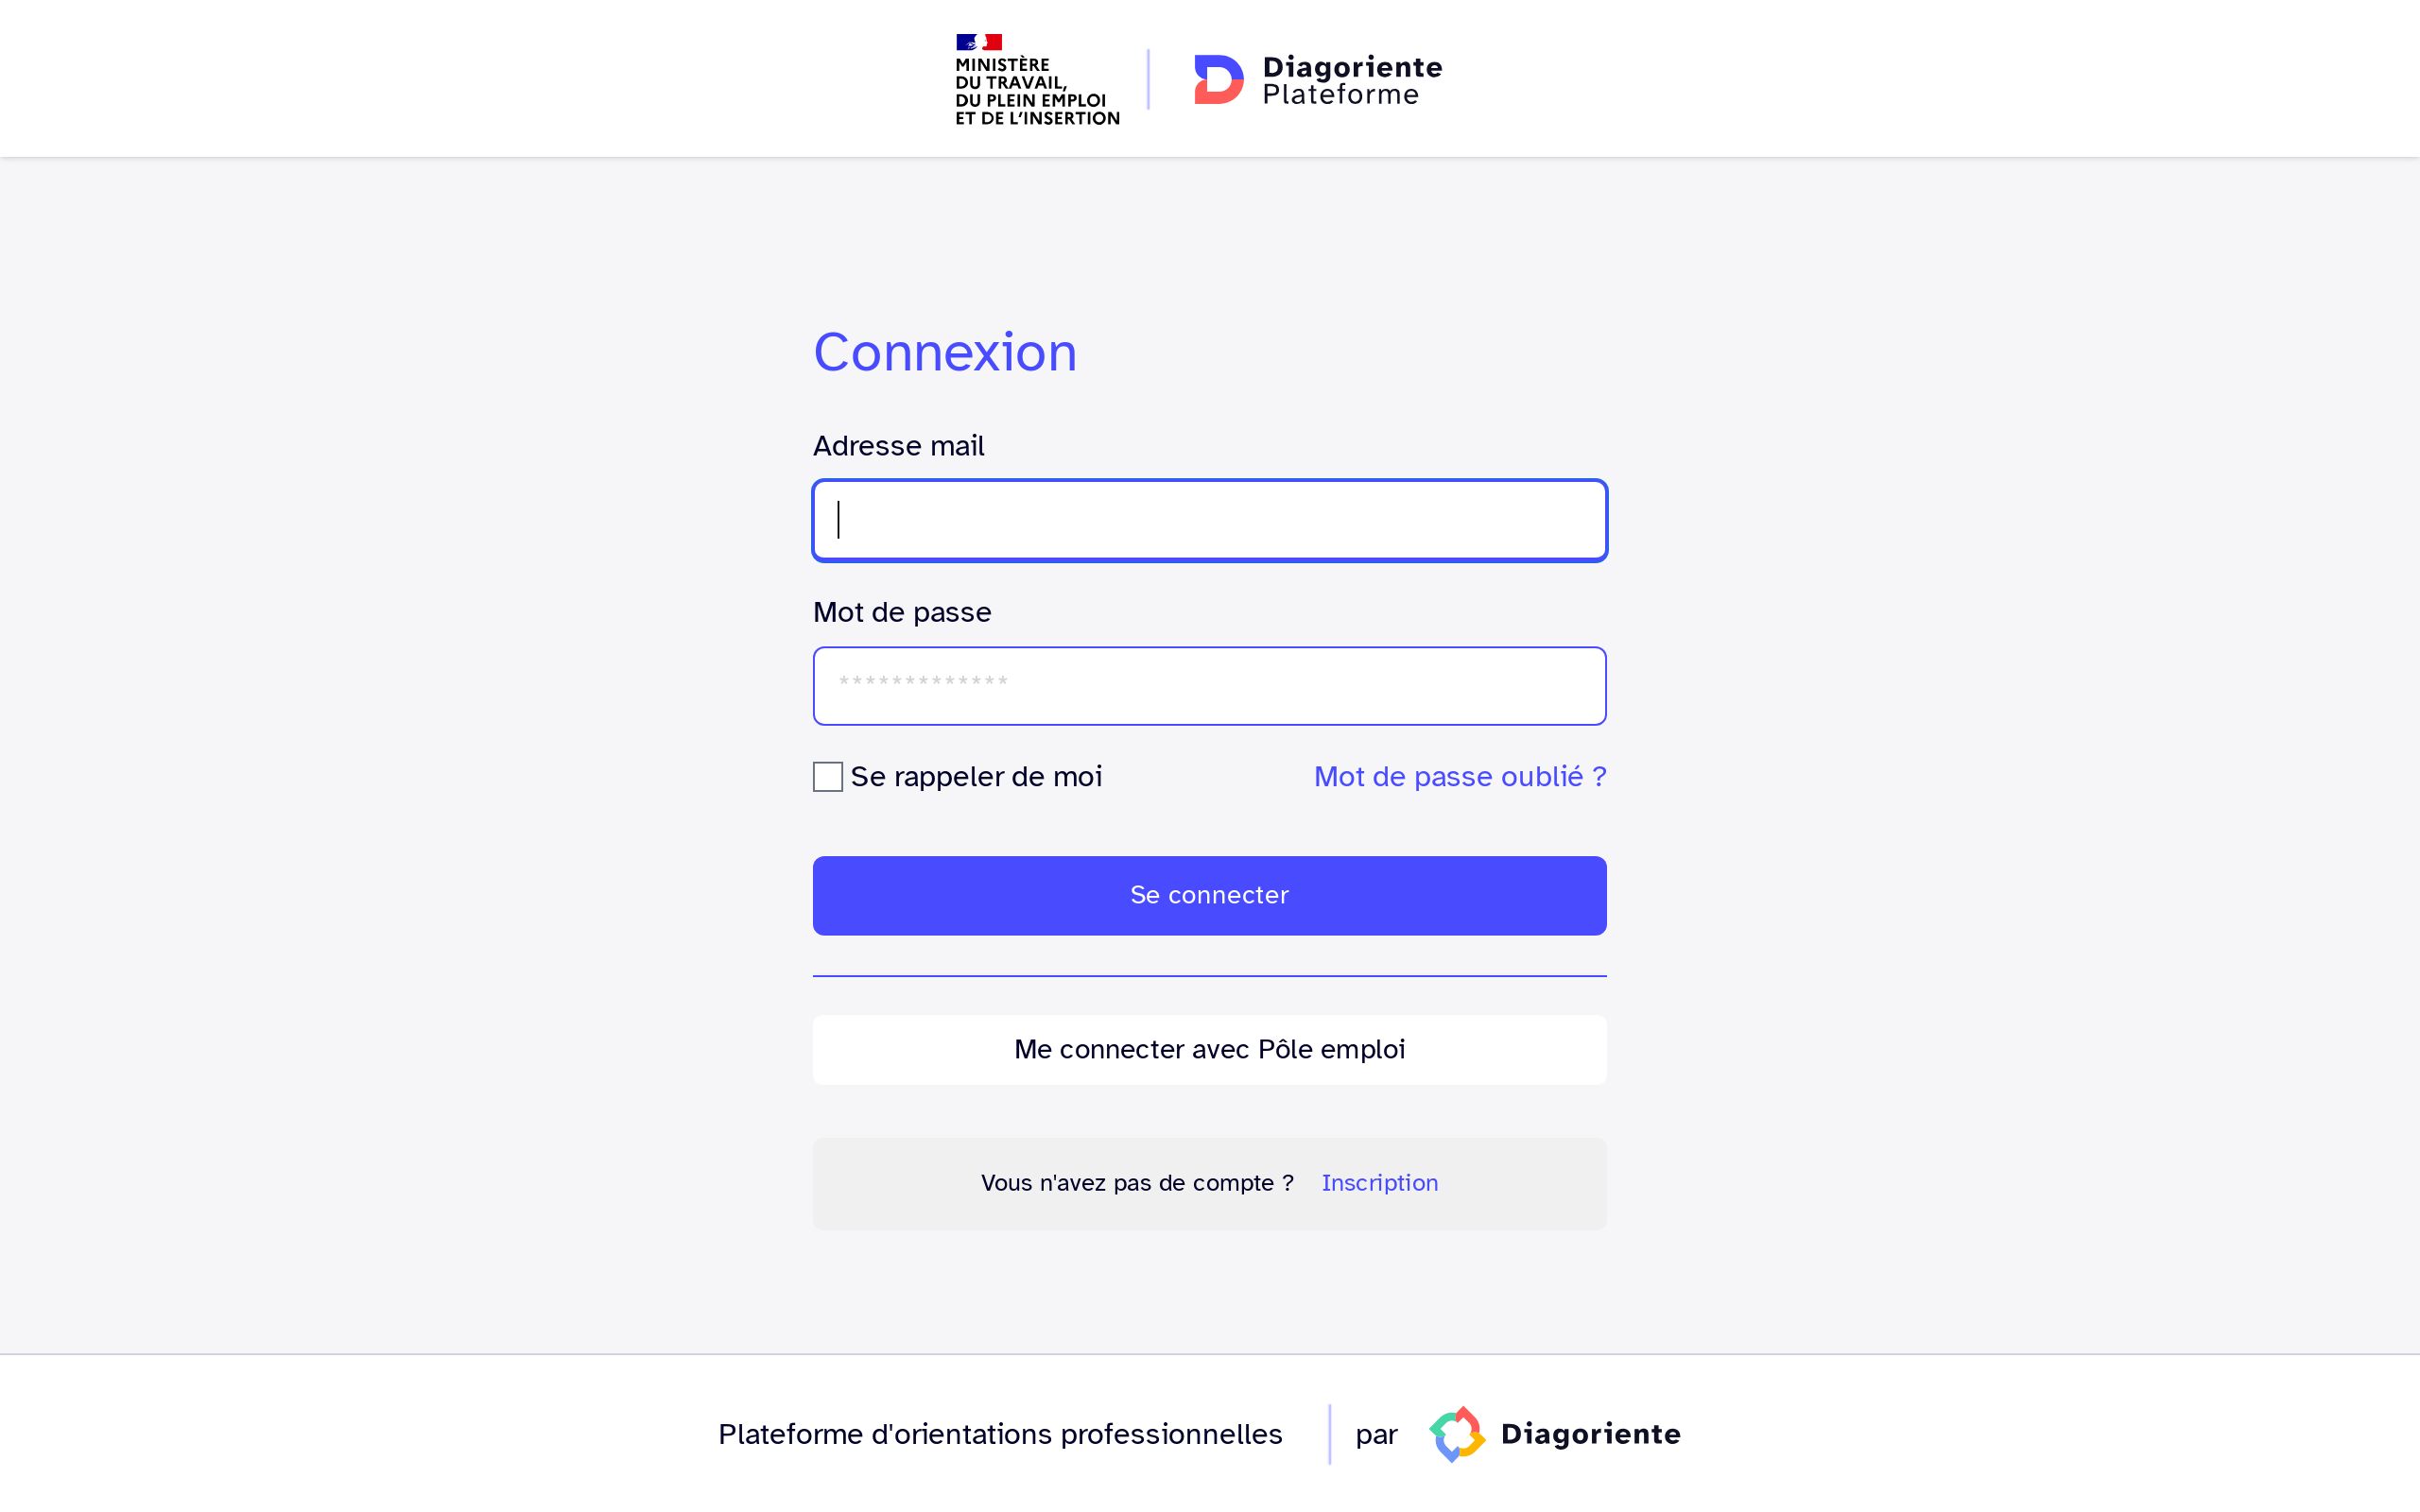 MINISTÈRE
DU TRAVAIL,
DU PLEIN EMPLOI
ET DE L'INSERTION
Diagoriente
Plateforme
Connexion
Adresse mail
Mot de passe
*************
Se rappeler de moi
Mot de passe oublié ?
Se connecter
Me connecter avec Pôle emploi
Vous n'avez pas de compte ? Inscription
Plateforme d'orientations professionnelles
par
Diagoriente